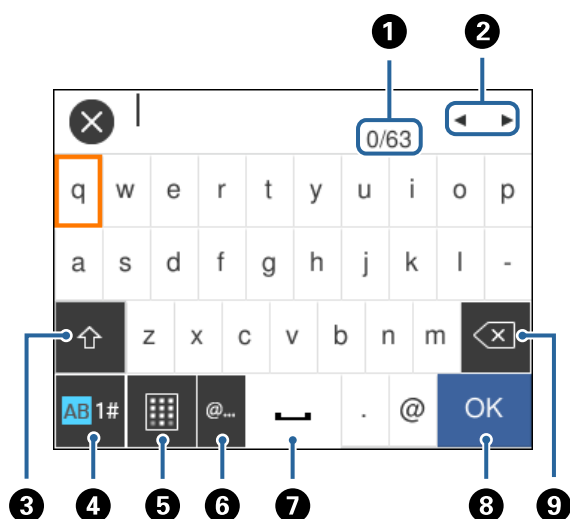 1 2
0/63
q w e r t y u i o p
a s d f g h j k l -
z x c v b n m
AB 1# @... . @ OK
3 4 5 6 7 8 9